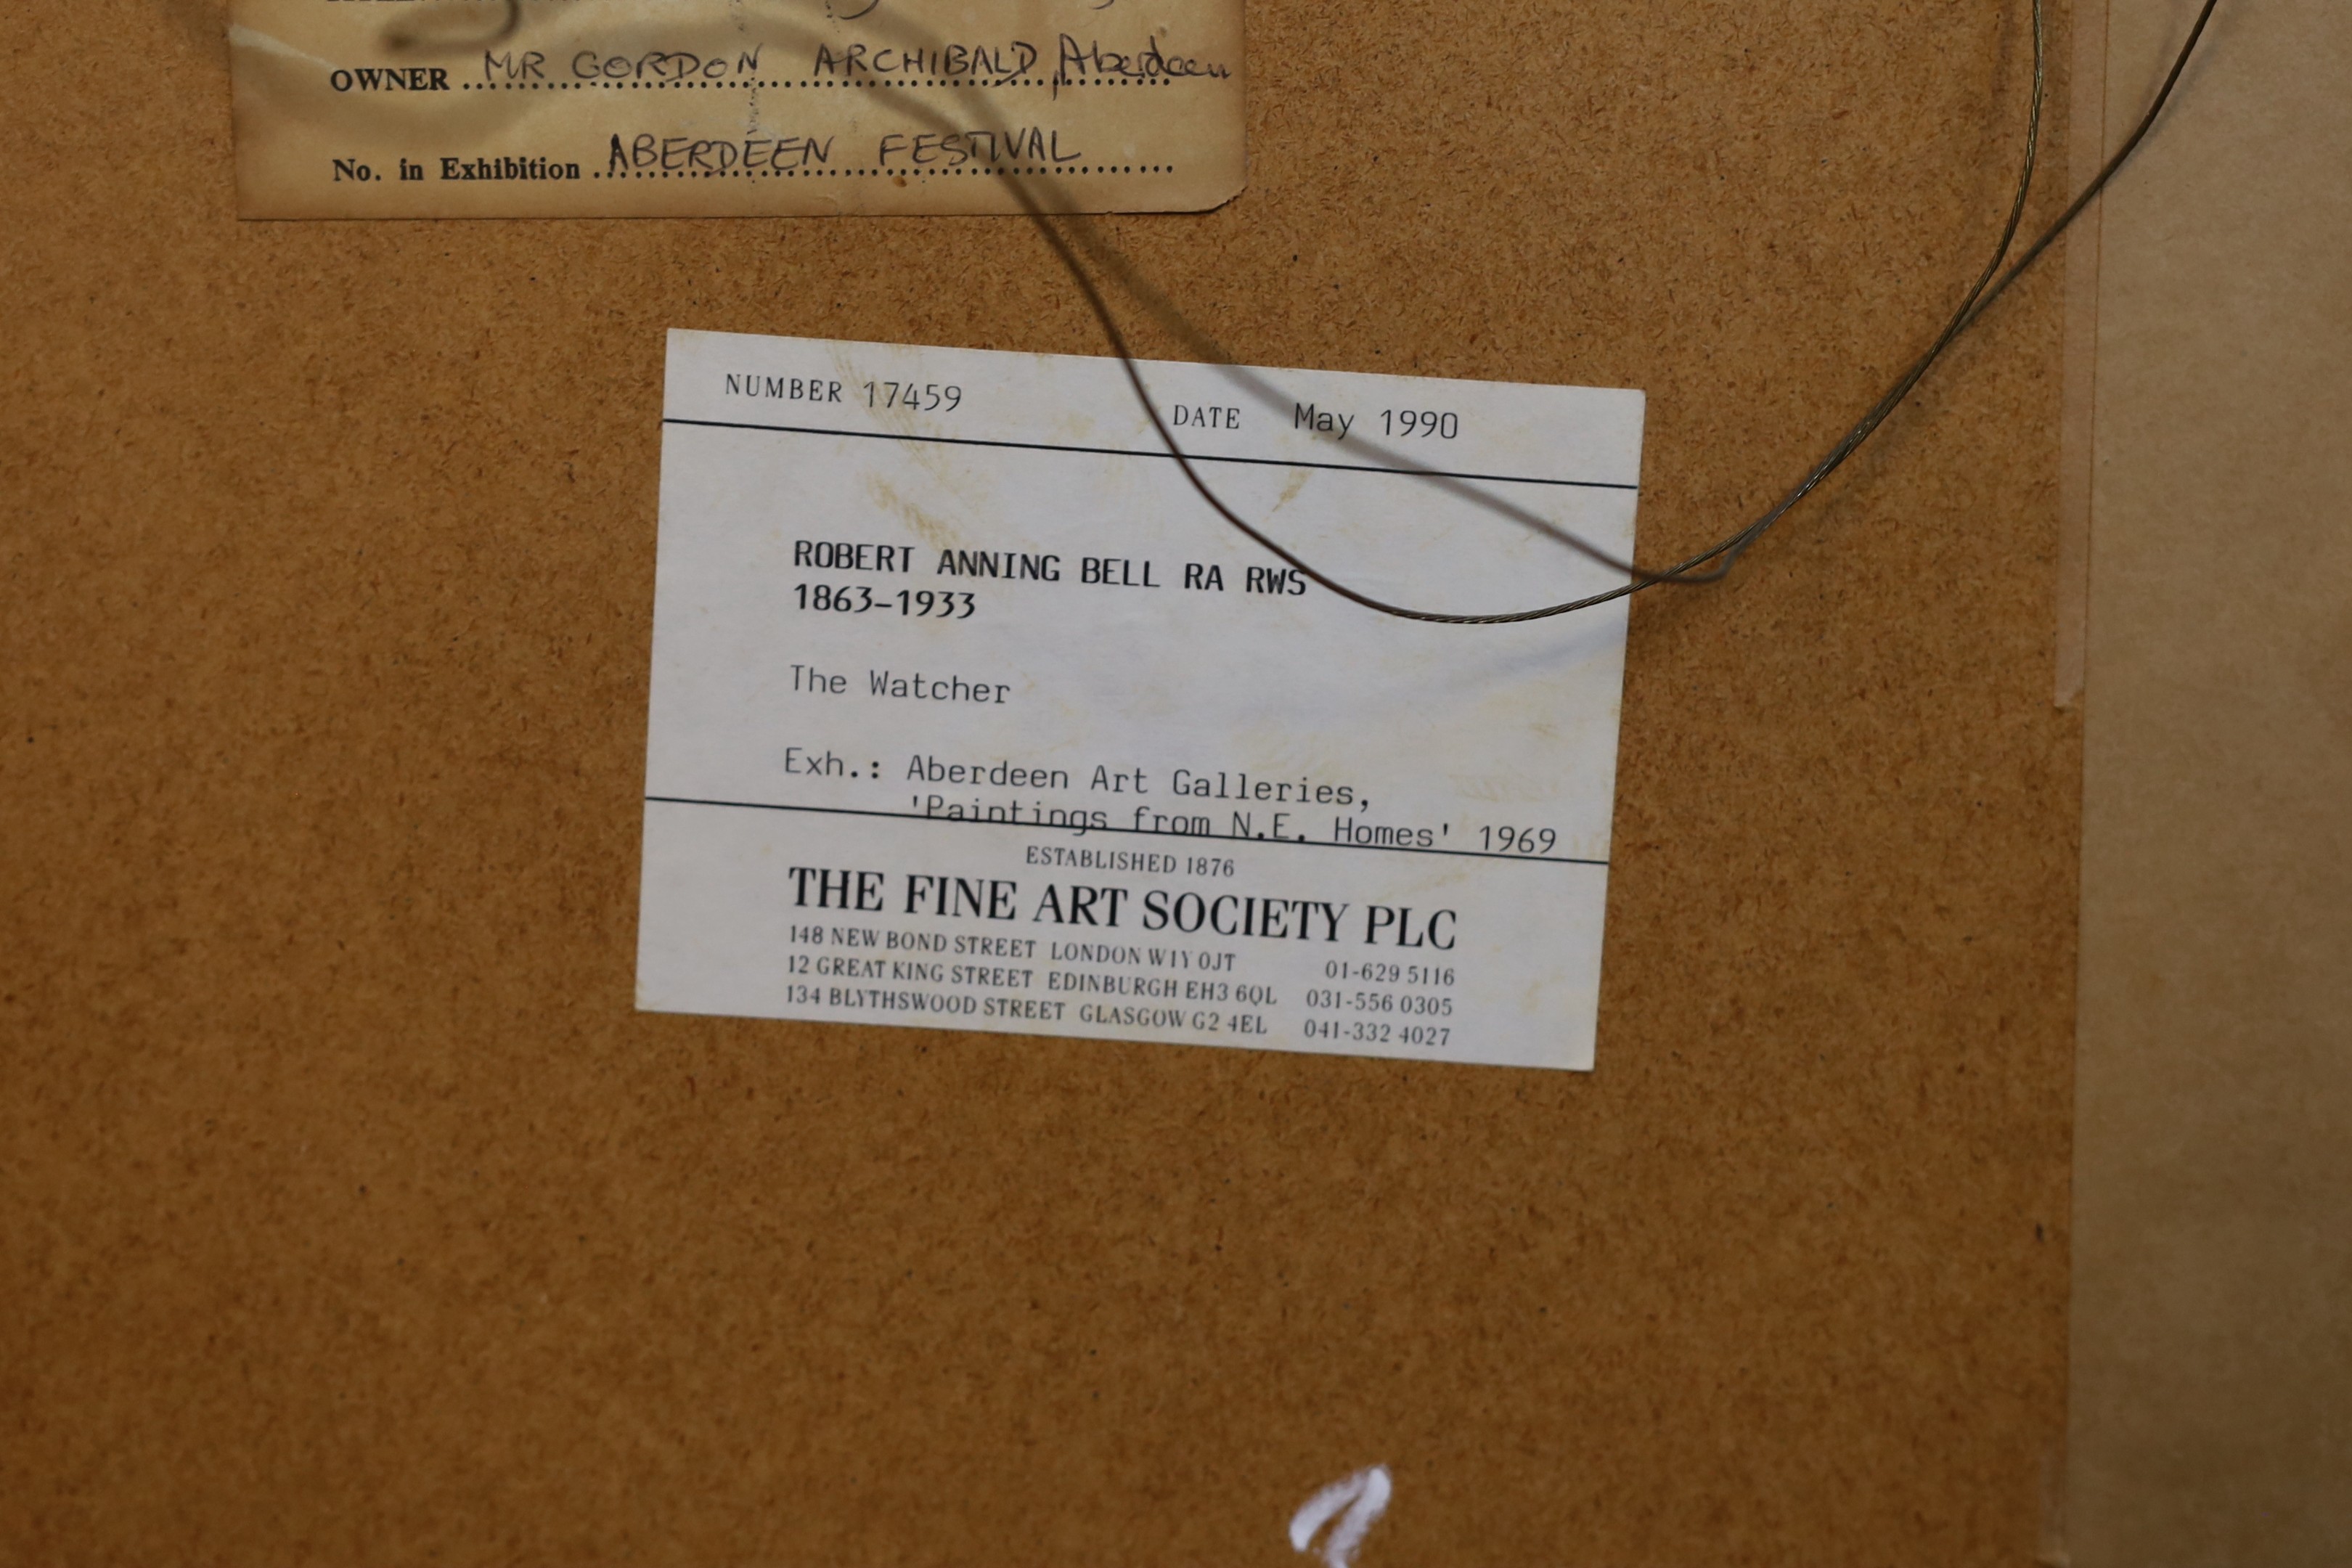 OWNER MR GORDON ARCHIBALD, Aberdeen
No. in Exhibition ABERDEEN FESTIVAL
NUMBER 17459 DATE May 1990
ROBERT ANNING BELL RA RWS
1863-1933
The Watcher
Exh.: Aberdeen Art Galleries,
'Paintings from N.E. Homes' 1969
ESTABLISHED 1876
THE FINE ART SOCIETY PLC
148 NEW BOND STREET LONDON W1Y 0JT 01-629 5116
12 GREAT KING STREET EDINBURGH EH3 6QL 031-556 0305
134 BLYTHSWOOD STREET GLASGOW G2 4EL 041-332 4027